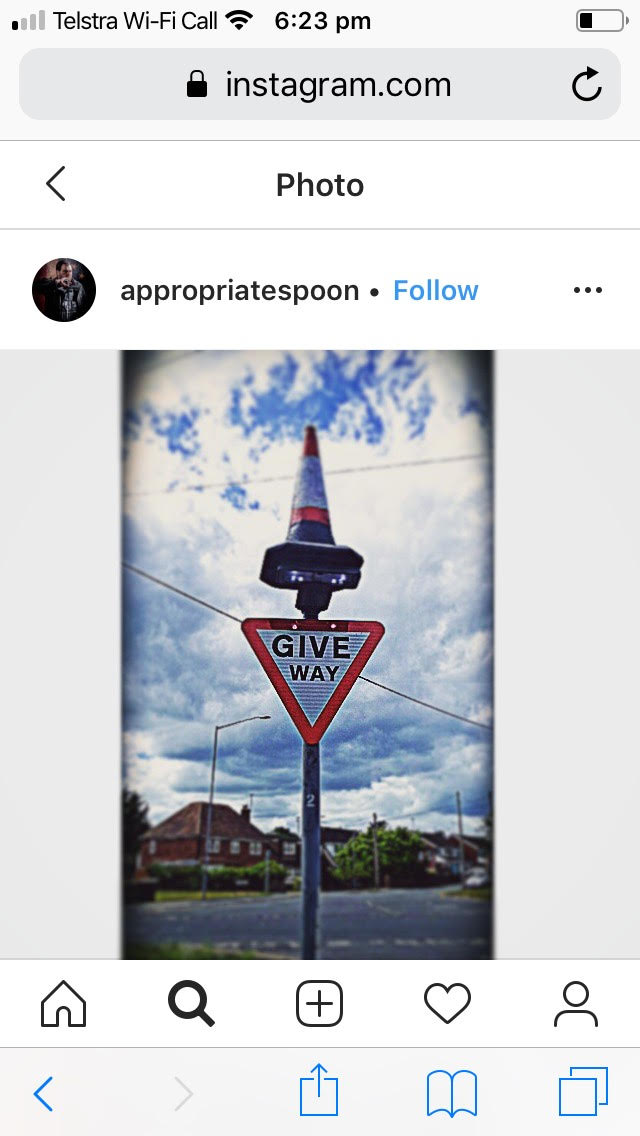 Telstra Wi-Fi Call 6:23 pm
instagram.com
Photo
appropriatespoon • Follow
GIVE
WAY
2